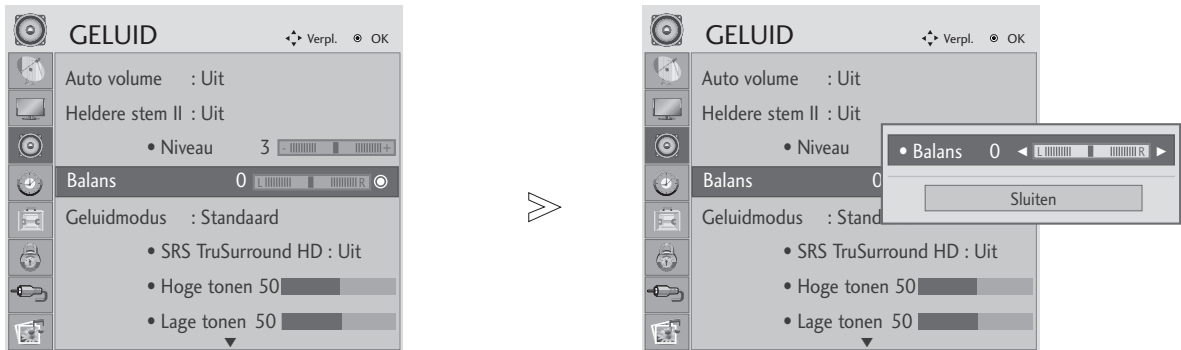 GELUID Verpl. OK
Auto volume : Uit
Heldere stem II : Uit
• Niveau 3 - +
Balans 0 L R
Geluidmodus : Standaard
• SRS TruSurround HD : Uit
• Hoge tonen 50
• Lage tonen 50
GELUID Verpl. OK
Auto volume : Uit
Heldere stem II : Uit
• Niveau
Balans 0
Geluidmodus : Stand
• SRS TruSurround HD : Uit
• Hoge tonen 50
• Lage tonen 50
• Balans 0 L R
Sluiten